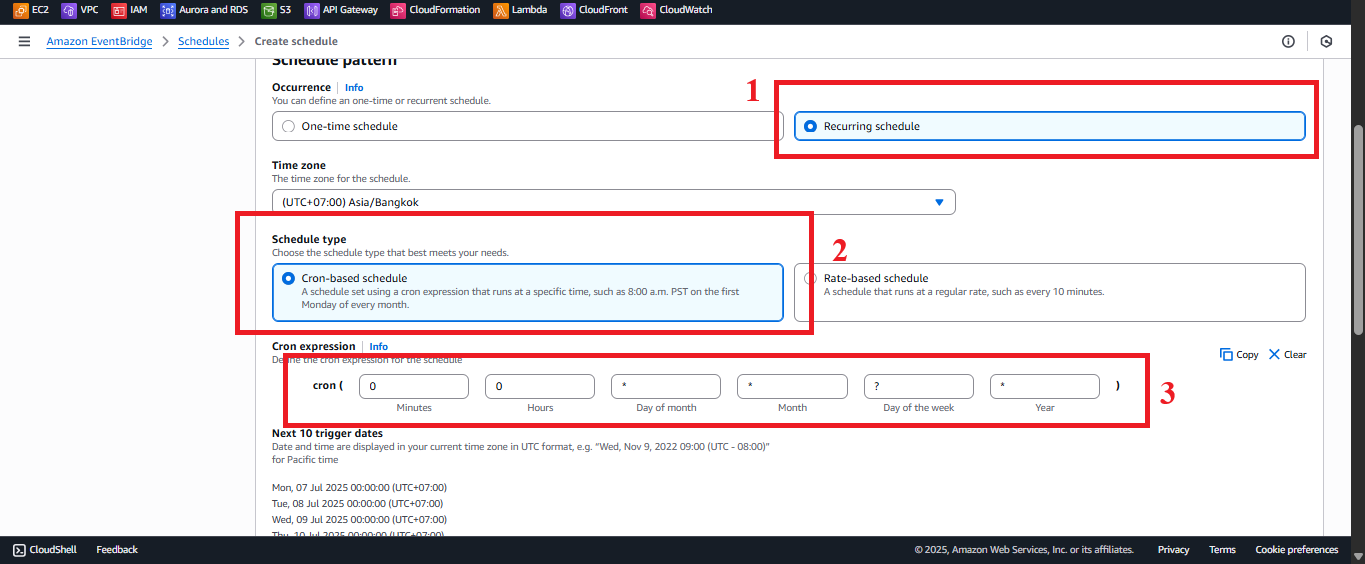 EC2 VPC IAM Aurora and RDS S3 API Gateway CloudFormation Lambda CloudFront CloudWatch
Amazon EventBridge > Schedules > Create schedule
Schedule pattern
Occurrence | Info
You can define an one-time or recurrent schedule.
1
One-time schedule
Recurring schedule
Time zone
The time zone for the schedule.
(UTC+07:00) Asia/Bangkok
Schedule type
Choose the schedule type that best meets your needs.
2
Cron-based schedule
A schedule set using a cron expression that runs at a specific time, such as 8:00 a.m. PST on the first
Monday of every month.
Rate-based schedule
A schedule that runs at a regular rate, such as every 10 minutes.
Cron expression | Info
Define the cron expression for the schedule
Copy Clear
cron ( 0 0 * * ? * )
Minutes Hours Day of month Month Day of the week Year
3
Next 10 trigger dates
Date and time are displayed in your current time zone in UTC format, e.g. “Wed, Nov 9, 2022 09:00 (UTC - 08:00)”
for Pacific time
Mon, 07 Jul 2025 00:00:00 (UTC+07:00)
Tue, 08 Jul 2025 00:00:00 (UTC+07:00)
Wed, 09 Jul 2025 00:00:00 (UTC+07:00)
Thu, 10 Jul 2025 00:00:00 (UTC+07:00)
CloudShell Feedback © 2025, Amazon Web Services, Inc. or its affiliates. Privacy Terms Cookie preferences